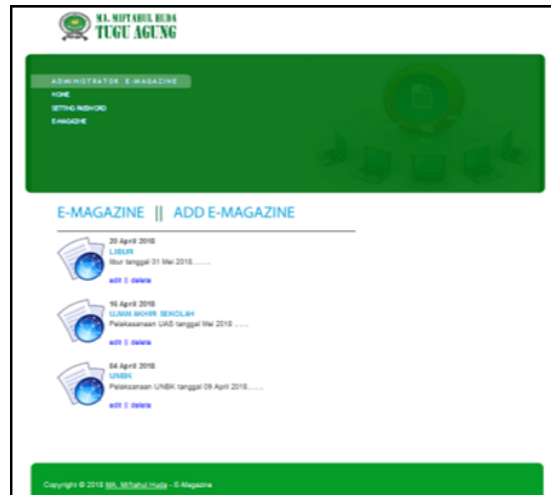 MA. MIFTAHUL HUDA
TUGU AGUNG
ADMINISTRATOR E-MAGAZINE
HOME
SETTING PASSWORD
E-MAGAZINE
E-MAGAZINE || ADD E-MAGAZINE
20 April 2018
LIBUR
libur tanggal 01 Mei 2018........
edit || delete
16 April 2018
UJIAN AKHIR SEKOLAH
Pelaksanaan UAS tanggal Mei 2018 ......
edit || delete
04 April 2018
UNBK
Pelaksanaan UNBK tanggal 09 April 2018.......
edit || delete
Copyright © 2018 MA. Miftahul Huda - E-Magazine